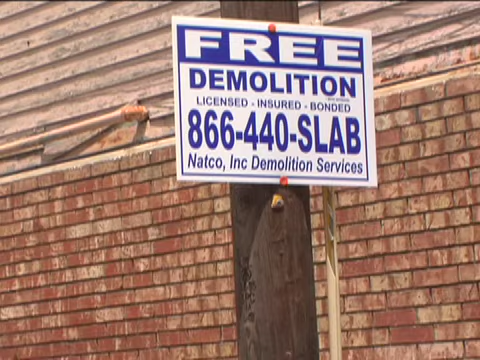 FREE
DEMOLITION
LICENSED - INSURED - BONDED
866-440-SLAB
Natco, Inc Demolition Services